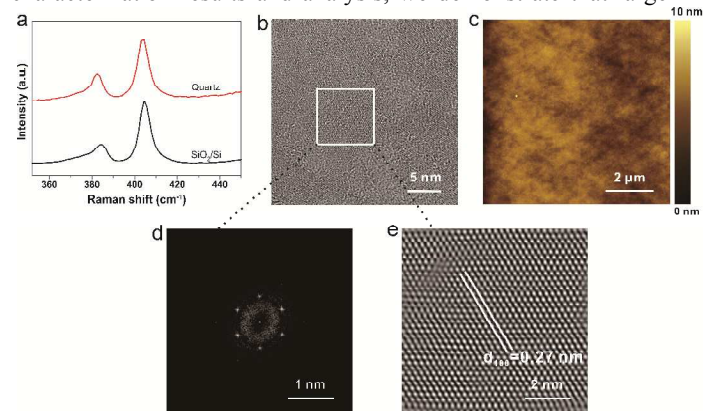 a
b
c
10 nm
Quartz
SiO2/Si
Intensity (a.u.)
360 380 400 420 440
Raman shift (cm-1)
5 nm
2 µm
0 nm
d
e
1 nm
d100=0.27 nm
2 nm